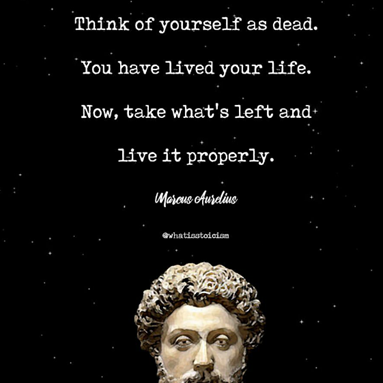 Think of yourself as dead.
You have lived your life.
Now, take what's left and
live it properly.
Marcus Aurelius
@whatisstoicism